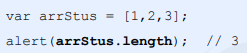 var arrStus = [1,2,3];
alert(arrStus.length);  // 3